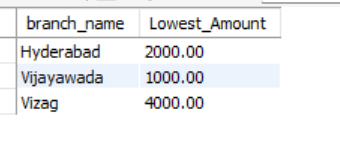 branch_name Lowest_Amount
Hyderabad 2000.00
Vijayawada 1000.00
Vizag 4000.00